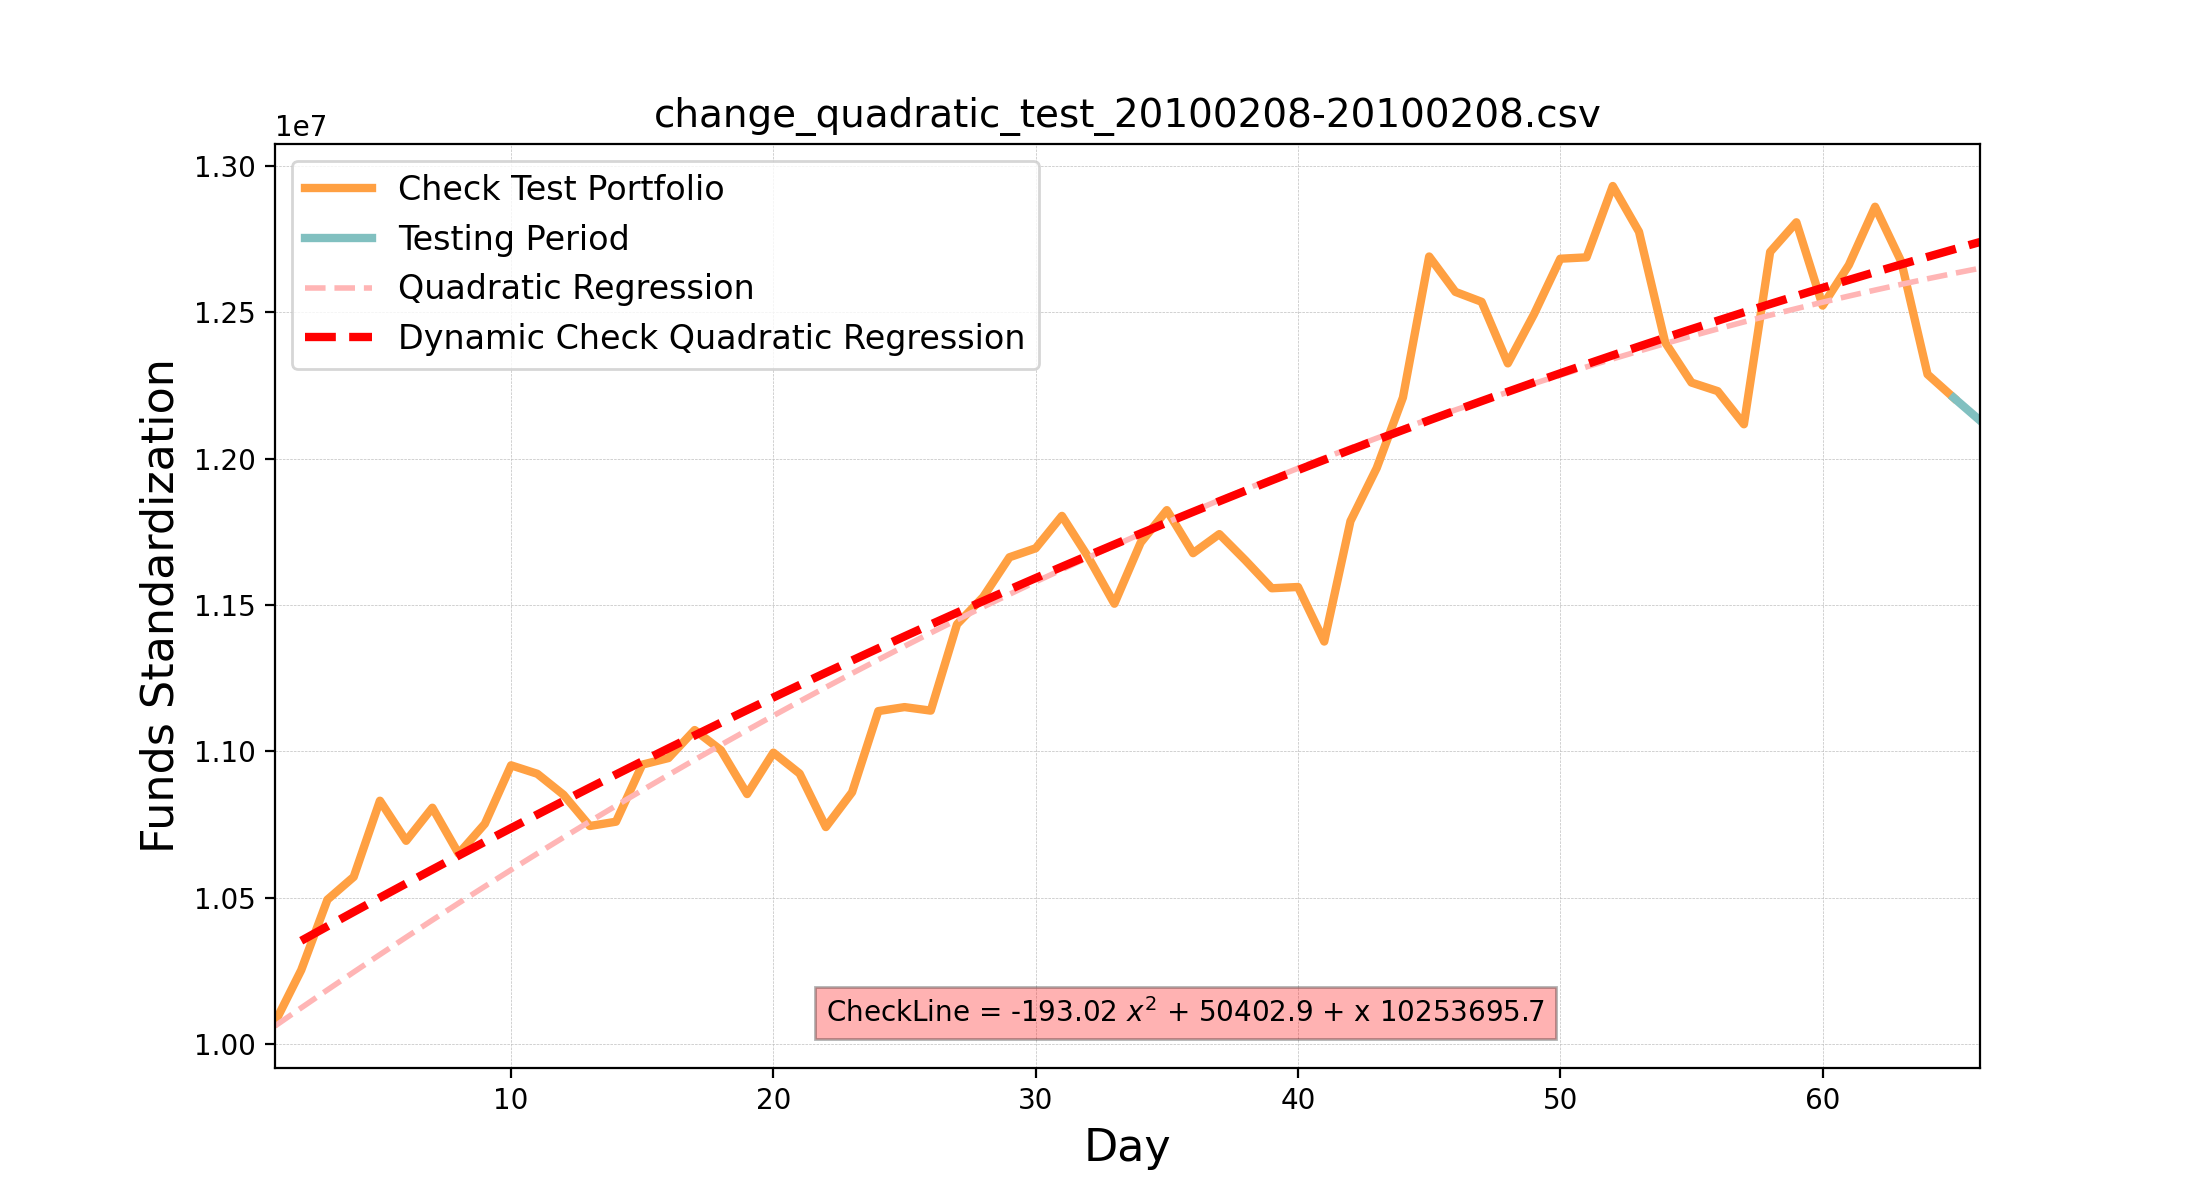 change_quadratic_test_20100208-20100208.csv
1e7
Check Test Portfolio
Testing Period
Quadratic Regression
Dynamic Check Quadratic Regression
1.30
1.25
1.20
1.15
1.10
1.05
1.00
Funds Standardization
CheckLine = -193.02 x² + 50402.9 + x 10253695.7
10 20 30 40 50 60
Day